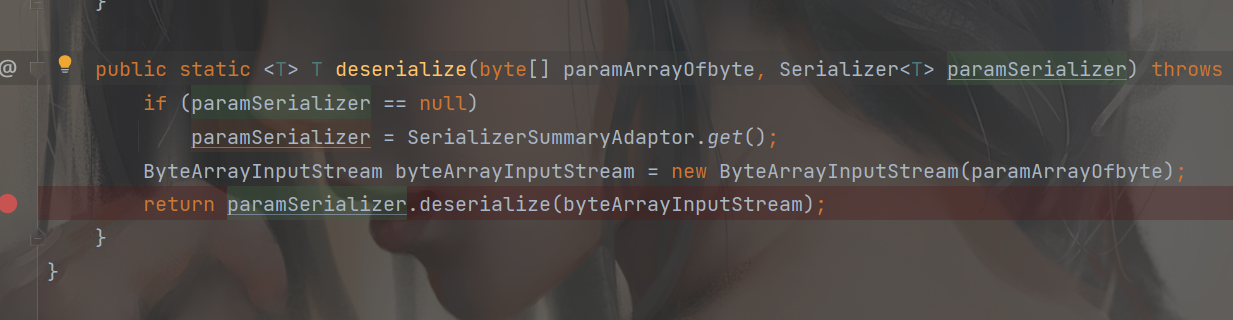 }
@ public static <T> T deserialize(byte[] paramArrayOfbyte, Serializer<T> paramSerializer) throws
if (paramSerializer == null)
paramSerializer = SerializerSummaryAdaptor.get();
ByteArrayInputStream byteArrayInputStream = new ByteArrayInputStream(paramArrayOfbyte);
return paramSerializer.deserialize(byteArrayInputStream);
}
}